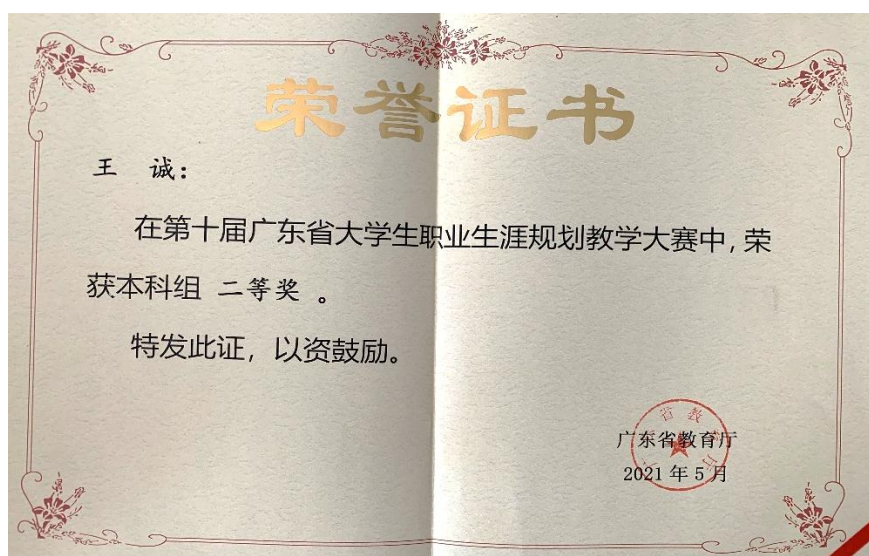 荣誉证书
王 诚：
在第十届广东省大学生职业生涯规划教学大赛中，荣
获本科组 二等奖 。
特发此证，以资鼓励。
广东省教育厅
2021年5月